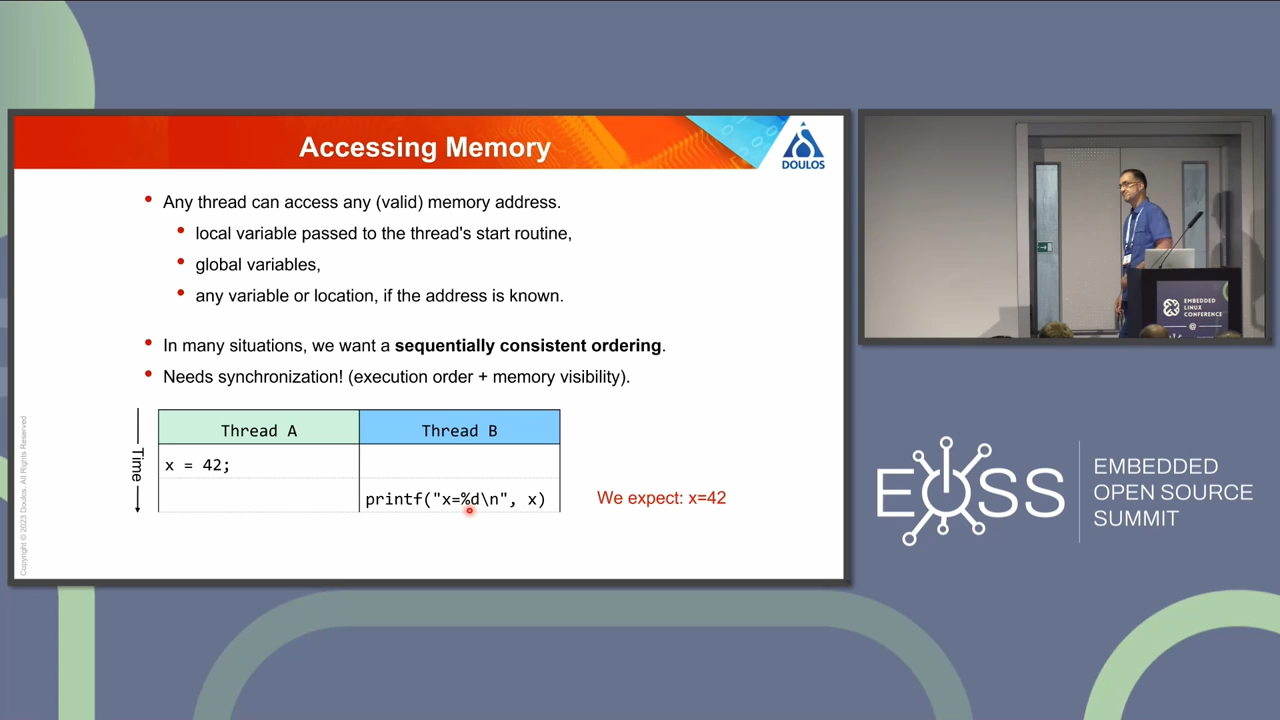 Accessing Memory
DOULOS
Any thread can access any (valid) memory address.
local variable passed to the thread's start routine,
global variables,
any variable or location, if the address is known.
In many situations, we want a sequentially consistent ordering.
Needs synchronization! (execution order + memory visibility).
Time
Thread A
Thread B
x = 42;
printf("x=%d\n", x)
We expect: x=42
Copyright © 2023 Doulos. All Rights Reserved
EMBEDDED
LINUX
CONFERENCE
EOSS
EMBEDDED
OPEN SOURCE
SUMMIT